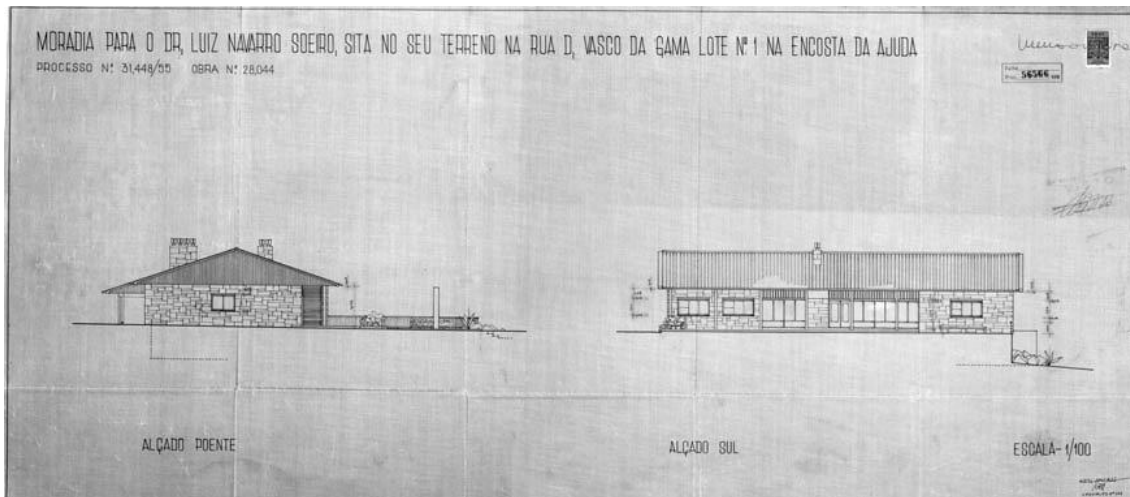 MORADIA PARA O DR, LUIZ NAVARRO SOEIRO, SITA NO SEU TERRENO NA RUA D, VASCO DA GAMA LOTE Nº 1 NA ENCOSTA DA AJUDA
PROCESSO Nº 31,448/55 OBRA Nº 28,044
56566
ALÇADO POENTE
ALÇADO SUL
ESCALA-1/100